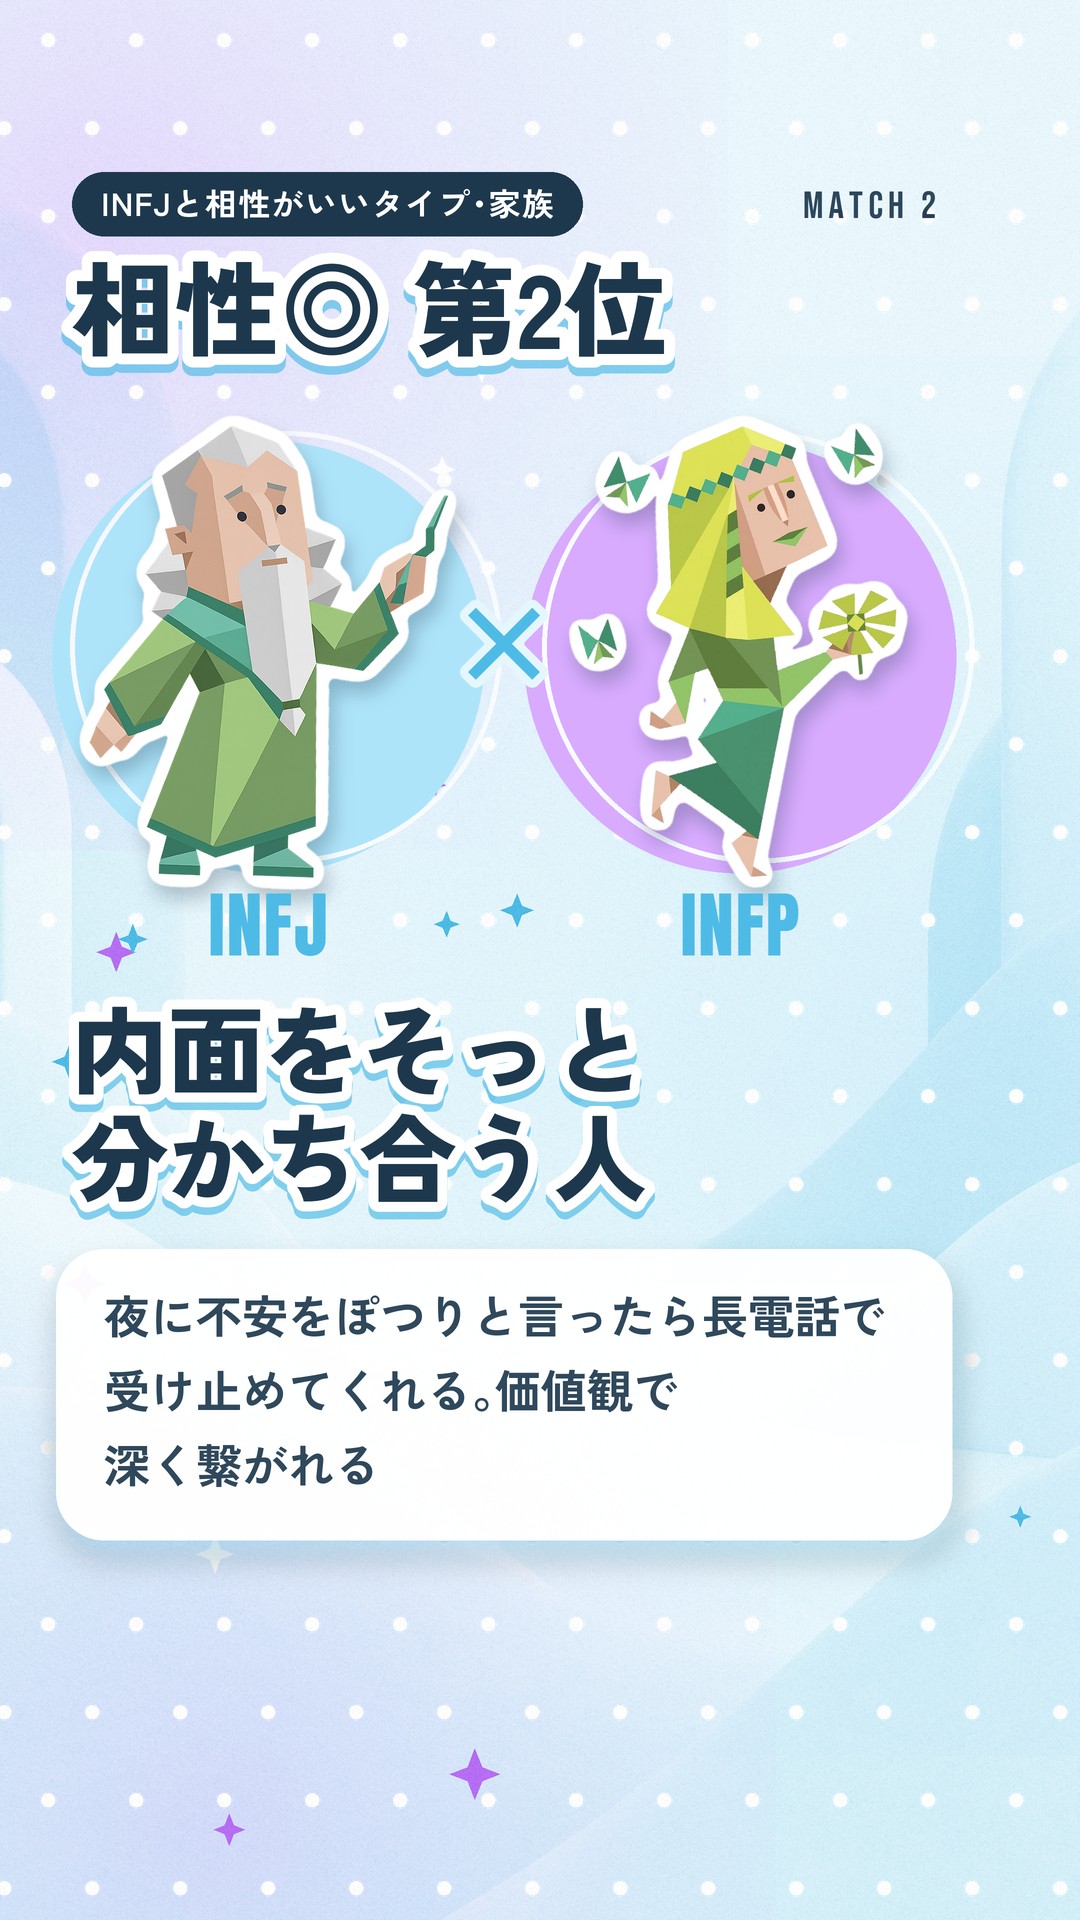 INFJと相性がいいタイプ・家族
MATCH 2
相性◎ 第2位
×
INFJ
INFP
内面をそっと
分かち合う人
夜に不安をぽつりと言ったら長電話で
受け止めてくれる。価値観で
深く繋がれる